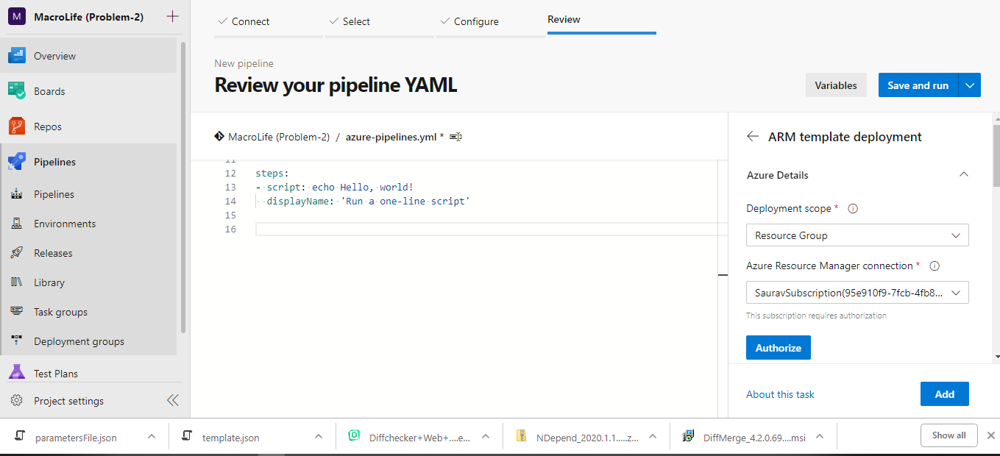 M MacroLife (Problem-2)
Overview
Boards
Repos
Pipelines
Pipelines
Environments
Releases
Library
Task groups
Deployment groups
Test Plans
Project settings
Connect
Select
Configure
Review
New pipeline
Review your pipeline YAML
Variables
Save and run
MacroLife (Problem-2) / azure-pipelines.yml *
11
12 steps:
13 - script: echo Hello, world!
14 displayName: 'Run a one-line script'
15
16
ARM template deployment
Azure Details
Deployment scope *
Resource Group
Azure Resource Manager connection *
SauravSubscription(95e910f9-7fcb-4fb8...
This subscription requires authorization
Authorize
About this task
Add
parametersFile.json
template.json
Diffchecker+Web+....e...
NDepend_2020.1.1.....z...
DiffMerge_4.2.0.69....msi
Show all